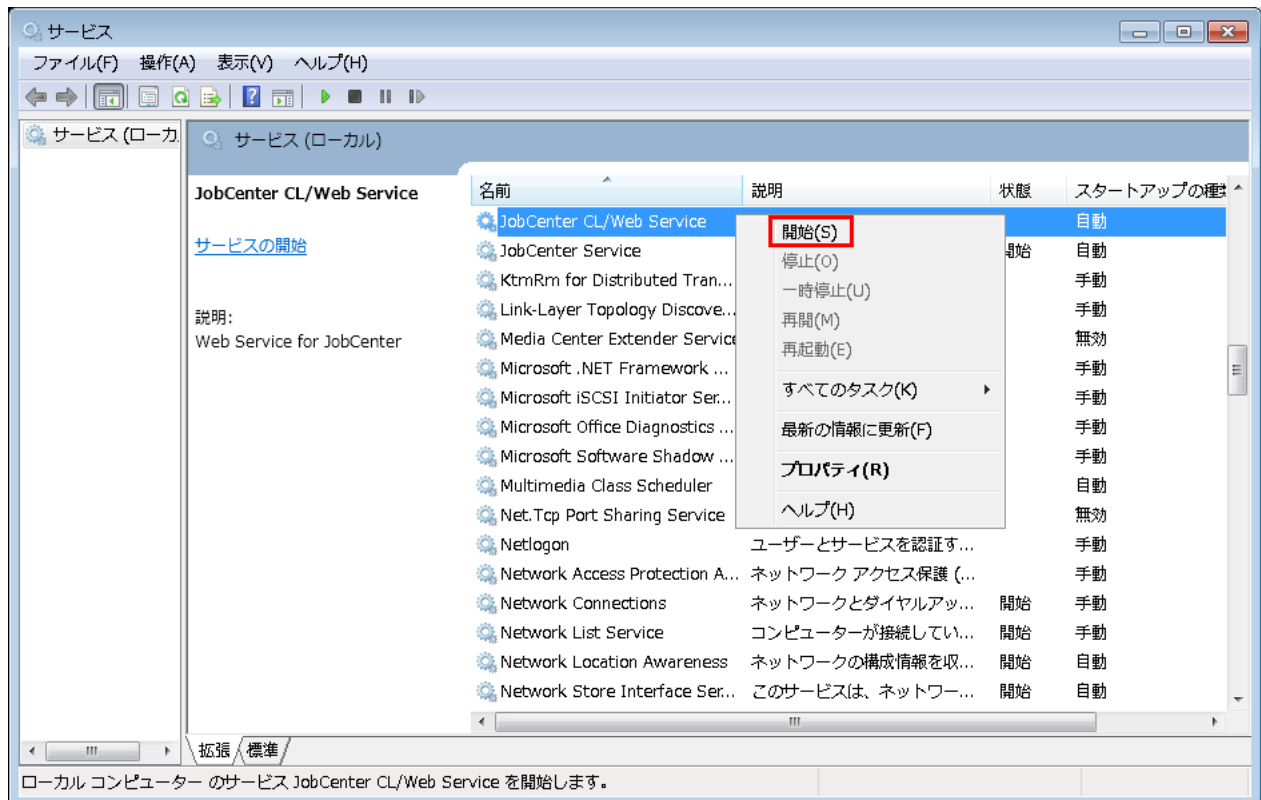 サービス
ファイル(F) 操作(A) 表示(V) ヘルプ(H)
サービス (ローカ
サービス (ローカル)
JobCenter CL/Web Service
サービスの開始
説明:
Web Service for JobCenter
名前 説明 状態 スタートアップの種類
JobCenter CL/Web Service 自動
JobCenter Service 開始 自動
KtmRm for Distributed Tran... 手動
Link-Layer Topology Discove... 手動
Media Center Extender Service 無効
Microsoft .NET Framework ... 手動
Microsoft iSCSI Initiator Ser... 手動
Microsoft Office Diagnostics ... 手動
Microsoft Software Shadow ... 手動
Multimedia Class Scheduler 自動
Net.Tcp Port Sharing Service 無効
Netlogon ユーザーとサービスを認証す... 手動
Network Access Protection A... ネットワーク アクセス保護 (... 手動
Network Connections ネットワークとダイヤルアッ... 開始 手動
Network List Service コンピューターが接続してい... 開始 手動
Network Location Awareness ネットワークの構成情報を収... 開始 自動
Network Store Interface Ser... このサービスは、ネットワー... 開始 自動
開始(S)
停止(O)
一時停止(U)
再開(M)
再起動(E)
すべてのタスク(K)
最新の情報に更新(F)
プロパティ(R)
ヘルプ(H)
拡張 標準
ローカル コンピューター のサービス JobCenter CL/Web Service を開始します。